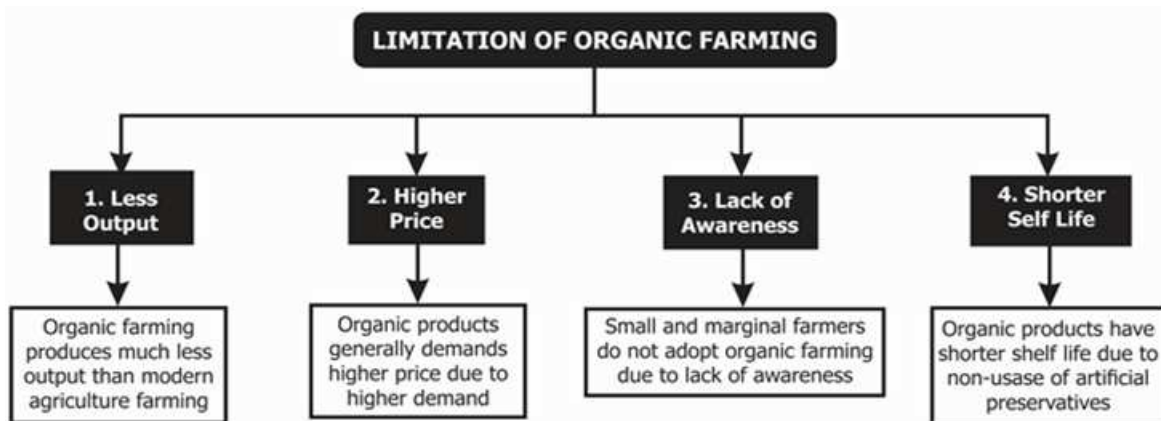 LIMITATION OF ORGANIC FARMING
1. Less
Output
2. Higher
Price
3. Lack of
Awareness
4. Shorter
Self Life
Organic farming
produces much less
output than modern
agriculture farming
Organic products
generally demands
higher price due to
higher demand
Small and marginal farmers
do not adopt organic farming
due to lack of awareness
Organic products have
shorter shelf life due to
non-usase of artificial
preservatives